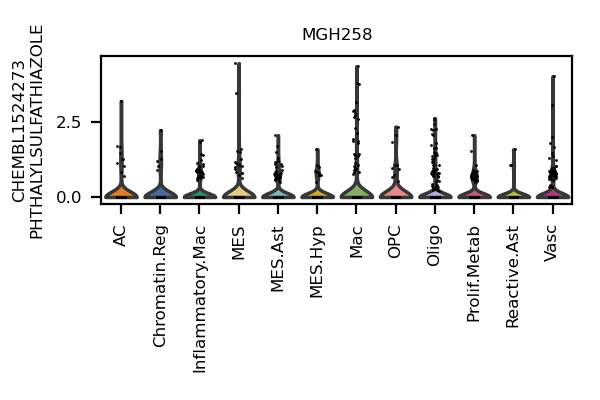 MGH258
CHEMBL1524273
PHTHALYLSULFATHIAZOLE
2.5
0.0
AC
Chromatin.Reg
Inflammatory.Mac
MES
MES.Ast
MES.Hyp
Mac
OPC
Oligo
Prolif.Metab
Reactive.Ast
Vasc